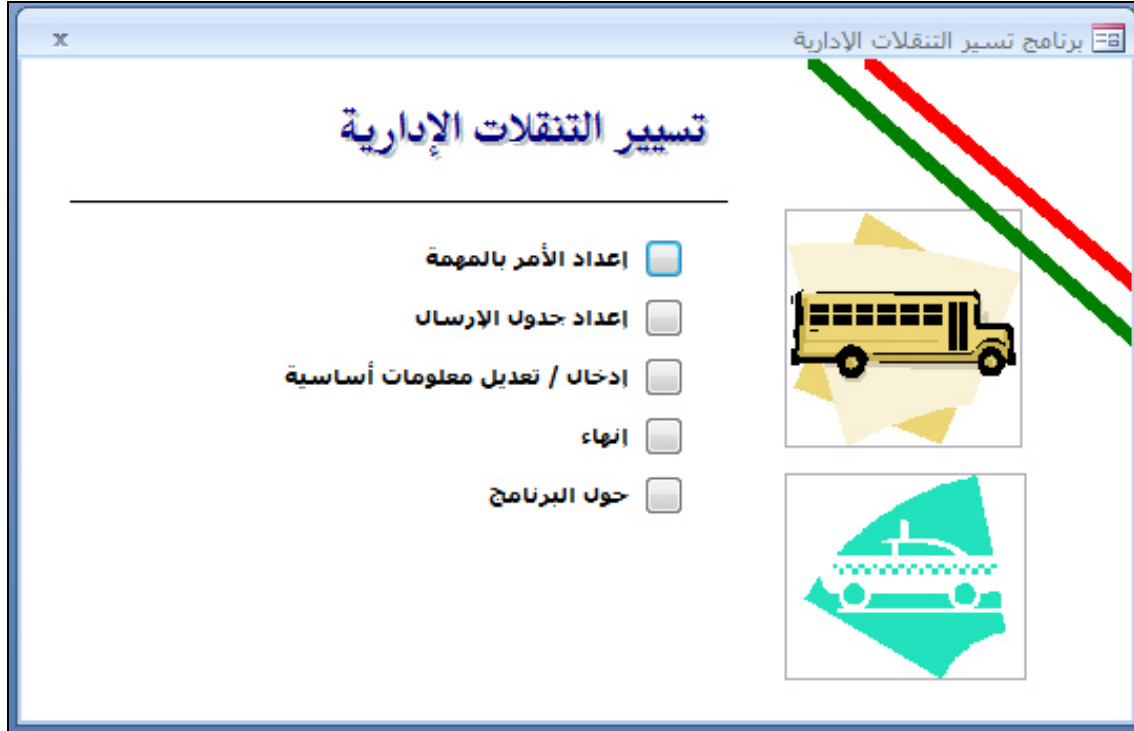 برنامج تسير التنقلات الإدارية
تسيير التنقلات الإدارية
إعداد الأمر بالمهمة
إعداد جدول الإرسال
إدخال / تعديل معلومات أساسية
إنهاء
حول البرنامج